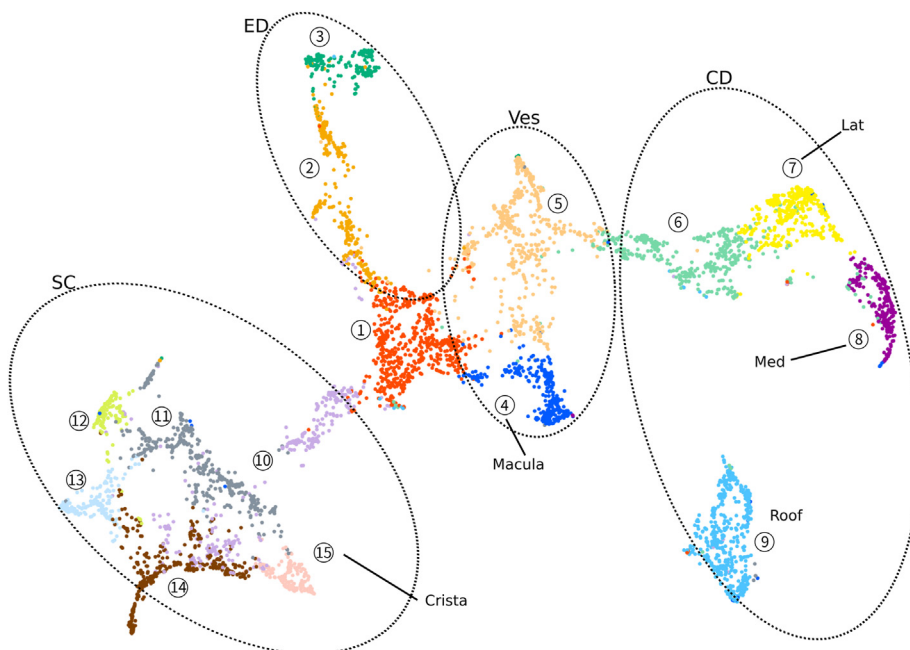 ED
③
CD
Ves
Lat
⑦
②
⑤
⑥
SC
①
⑧
Med
④
⑫
⑪
Macula
⑩
⑬
Roof
⑨
⑮
⑭
Crista